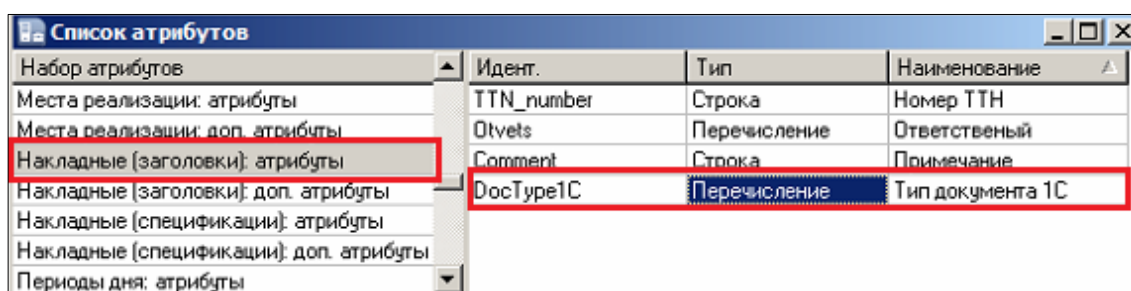 Список атрибутов
Набор атрибутов Идент. Тип Наименование
Места реализации: атрибуты TTN_number Строка Номер ТТН
Места реализации: доп. атрибуты Otvets Перечисление Ответственый
Накладные (заголовки): атрибуты Comment Строка Примечание
Накладные (заголовки): доп. атрибуты DocType1C Перечисление Тип документа 1С
Накладные (спецификации): атрибуты
Накладные (спецификации): доп. атрибуты
Периоды дня: атрибуты